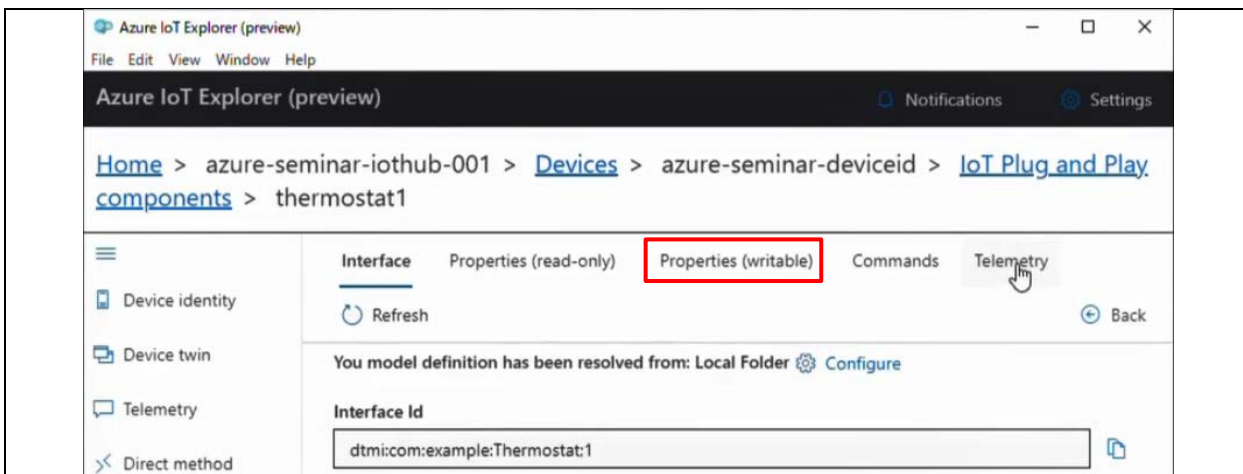 Azure IoT Explorer (preview)
File Edit View Window Help
Azure IoT Explorer (preview)
Notifications
Settings
Home > azure-seminar-iothub-001 > Devices > azure-seminar-deviceid > IoT Plug and Play
components > thermostat1
Interface Properties (read-only) Properties (writable) Commands Telemetry
Device identity
Refresh
Back
Device twin
You model definition has been resolved from: Local Folder Configure
Telemetry
Interface Id
dtmi:com:example:Thermostat;1
Direct method